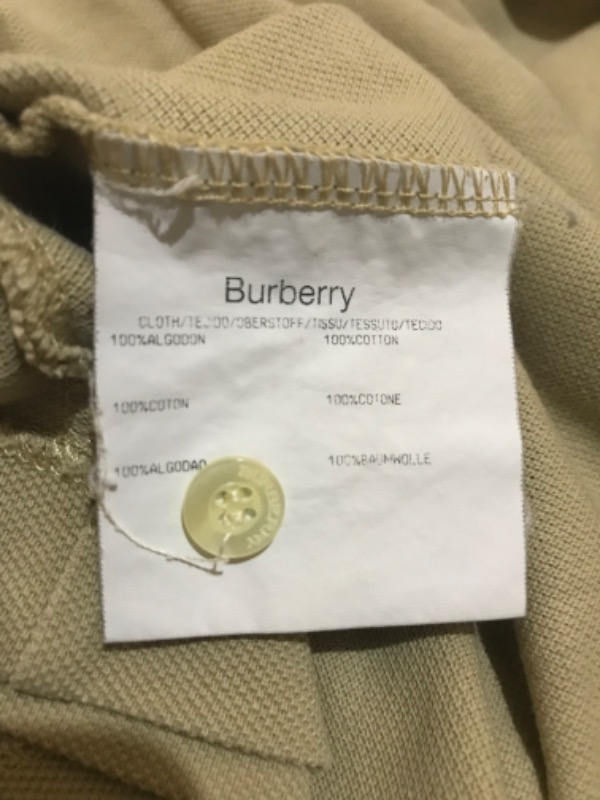 Burberry
CLOTH/TEJIDO/OBERSTOFF/TISSU/TESSUTO/TECIDO
100%ALGODON 100%COTTON
100%COTON 100%COTONE
100%ALGODAO 100%BAUMWOLLE
BURBERRY